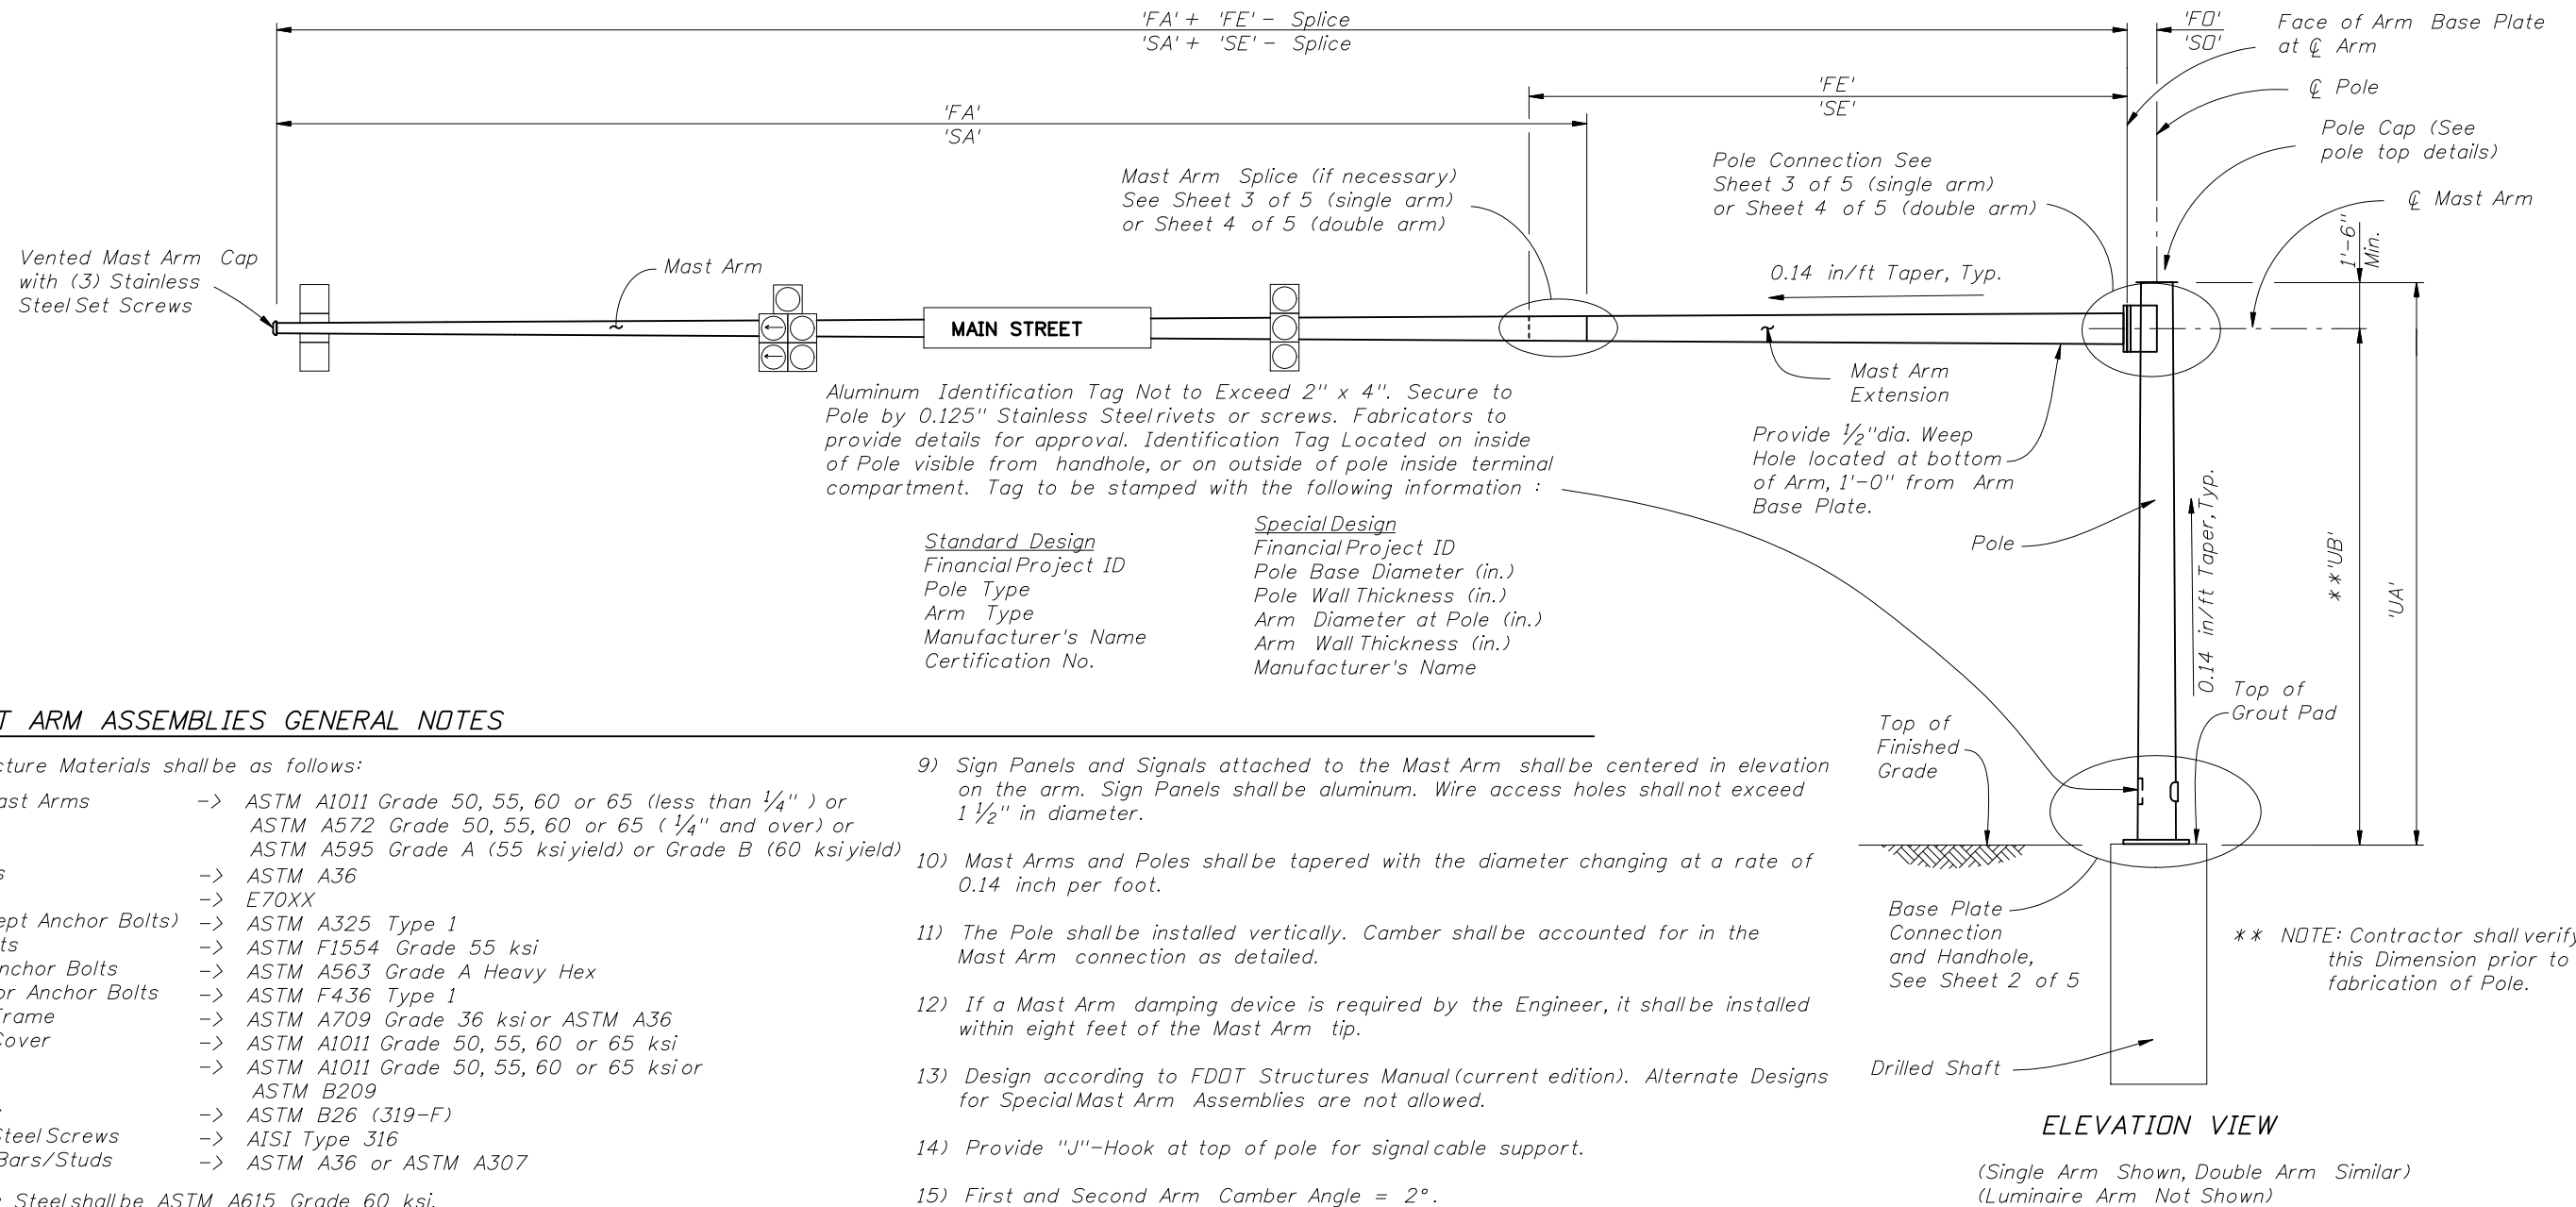 'FA' + 'FE' - Splice
'SA' + 'SE' - Splice
'FO'
'SO'
Face of Arm Base Plate
at ℄ Arm
'FE'
'SE'
℄ Pole
'FA'
'SA'
Pole Cap (See
pole top details)
Mast Arm Splice (if necessary)
See Sheet 3 of 5 (single arm)
or Sheet 4 of 5 (double arm)
Pole Connection See
Sheet 3 of 5 (single arm)
or Sheet 4 of 5 (double arm)
℄ Mast Arm
1'-6"
Min.
Vented Mast Arm Cap
with (3) Stainless
Steel Set Screws
Mast Arm
0.14 in/ft Taper, Typ.
MAIN STREET
Mast Arm
Extension
Aluminum Identification Tag Not to Exceed 2" x 4". Secure to
Pole by 0.125" Stainless Steel rivets or screws. Fabricators to
provide details for approval. Identification Tag Located on inside
of Pole visible from handhole, or on outside of pole inside terminal
compartment. Tag to be stamped with the following information :
Provide 1/2" dia. Weep
Hole located at bottom
of Arm, 1'-0" from Arm
Base Plate.
Standard Design
Financial Project ID
Pole Type
Arm Type
Manufacturer's Name
Certification No.
Special Design
Financial Project ID
Pole Base Diameter (in.)
Pole Wall Thickness (in.)
Arm Diameter at Pole (in.)
Arm Wall Thickness (in.)
Manufacturer's Name
Pole
0.14 in/ft Taper, Typ.
**'UB'
'UA'
Top of
Grout Pad
Top of
Finished
Grade
Base Plate
Connection
and Handhole,
See Sheet 2 of 5
** NOTE: Contractor shall verify
this Dimension prior to
fabrication of Pole.
Drilled Shaft
ELEVATION VIEW
(Single Arm Shown, Double Arm Similar)
(Luminaire Arm Not Shown)
T ARM ASSEMBLIES GENERAL NOTES
cture Materials shall be as follows:
ast Arms -> ASTM A1011 Grade 50, 55, 60 or 65 (less than 1/4" ) or
ASTM A572 Grade 50, 55, 60 or 65 ( 1/4" and over) or
ASTM A595 Grade A (55 ksi yield) or Grade B (60 ksi yield)
s -> ASTM A36
-> E70XX
ept Anchor Bolts) -> ASTM A325 Type 1
ts -> ASTM F1554 Grade 55 ksi
nchor Bolts -> ASTM A563 Grade A Heavy Hex
or Anchor Bolts -> ASTM F436 Type 1
Frame -> ASTM A709 Grade 36 ksi or ASTM A36
Cover -> ASTM A1011 Grade 50, 55, 60 or 65 ksi
-> ASTM A1011 Grade 50, 55, 60 or 65 ksi or
ASTM B209
-> ASTM B26 (319-F)
Steel Screws -> AISI Type 316
Bars/Studs -> ASTM A36 or ASTM A307
Steel shall be ASTM A615 Grade 60 ksi.
9) Sign Panels and Signals attached to the Mast Arm shall be centered in elevation
on the arm. Sign Panels shall be aluminum. Wire access holes shall not exceed
1 1/2" in diameter.
10) Mast Arms and Poles shall be tapered with the diameter changing at a rate of
0.14 inch per foot.
11) The Pole shall be installed vertically. Camber shall be accounted for in the
Mast Arm connection as detailed.
12) If a Mast Arm damping device is required by the Engineer, it shall be installed
within eight feet of the Mast Arm tip.
13) Design according to FDOT Structures Manual (current edition). Alternate Designs
for Special Mast Arm Assemblies are not allowed.
14) Provide "J"-Hook at top of pole for signal cable support.
15) First and Second Arm Camber Angle = 2°.